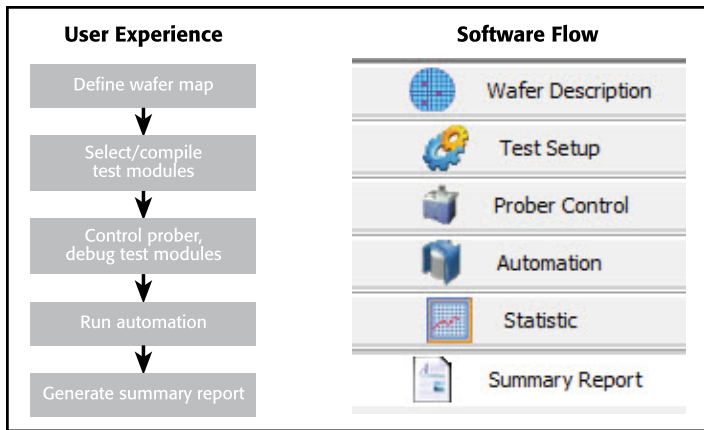 User Experience
Define wafer map
Select/compile
test modules
Control prober,
debug test modules
Run automation
Generate summary report
Software Flow
Wafer Description
Test Setup
Prober Control
Automation
Statistic
Summary Report